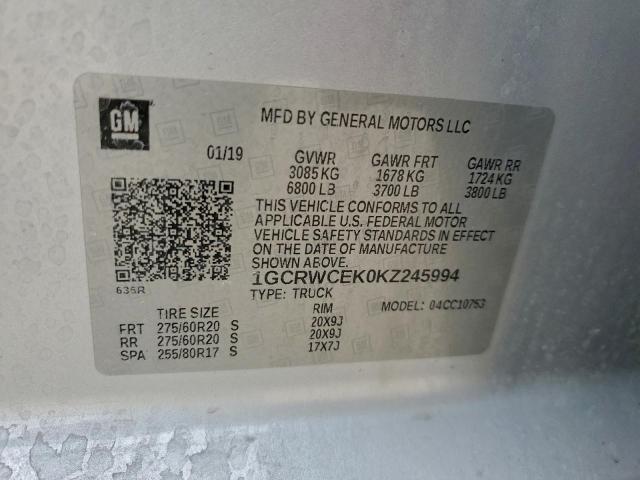 GM
MFD BY GENERAL MOTORS LLC
01/19
GVWR GAWR FRT GAWR RR
3085 KG 1678 KG 1724 KG
6800 LB 3700 LB 3800 LB
THIS VEHICLE CONFORMS TO ALL
APPLICABLE U.S. FEDERAL MOTOR
VEHICLE SAFETY STANDARDS IN EFFECT
ON THE DATE OF MANUFACTURE
SHOWN ABOVE.
1GCRWCEK0KZ245994
TYPE: TRUCK
MODEL: 04CC10753
636R
TIRE SIZE RIM
FRT 275/60R20 S 20X9J
RR 275/60R20 S 20X9J
SPA 255/80R17 S 17X7J